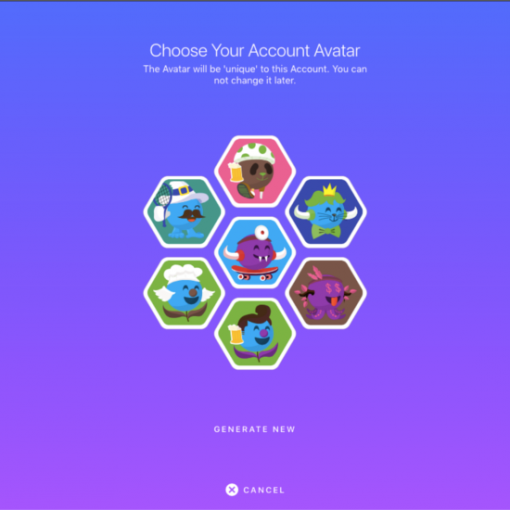 Choose Your Account Avatar
The Avatar will be 'unique' to this Account. You can
not change it later.
GENERATE NEW
CANCEL